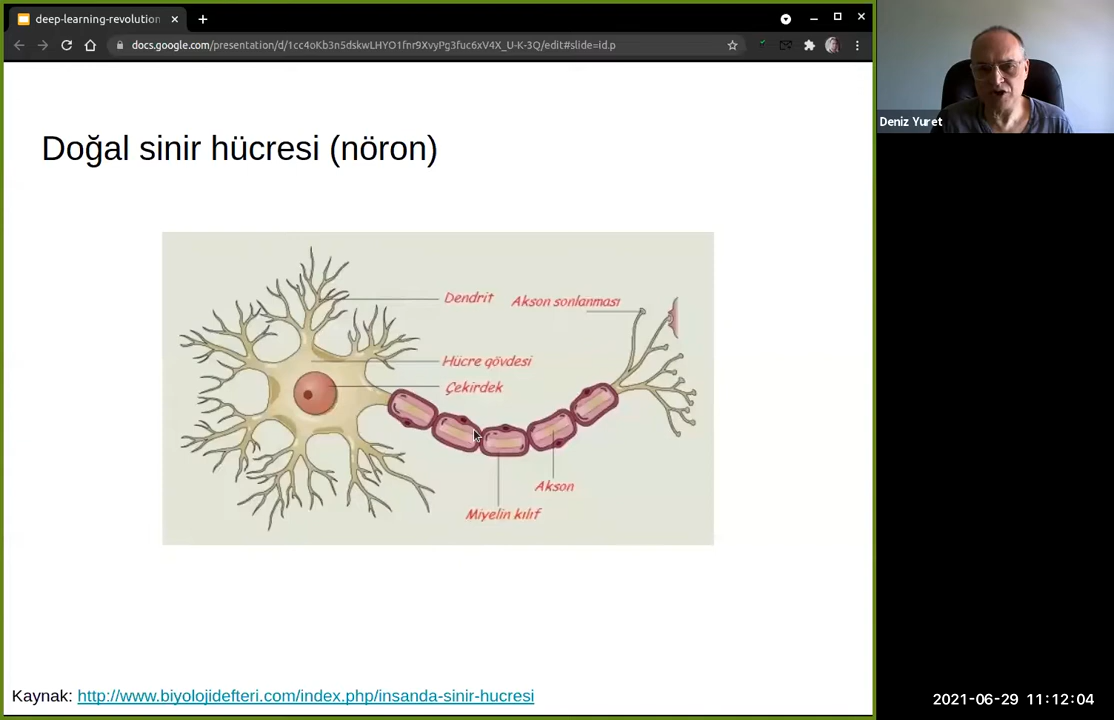 deep-learning-revolution
docs.google.com/presentation/d/1cc4oKb3n5dskwLHYO1fnr9XvyPg3fuc6xV4X_U-K-3Q/edit#slide=id.p
Deniz Yuret
Doğal sinir hücresi (nöron)
Dendrit
Akson sonlanması
Hücre gövdesi
Çekirdek
Akson
Miyelin kılıf
Kaynak: http://www.biyolojidefteri.com/index.php/insanda-sinir-hucresi
2021-06-29 11:12:04